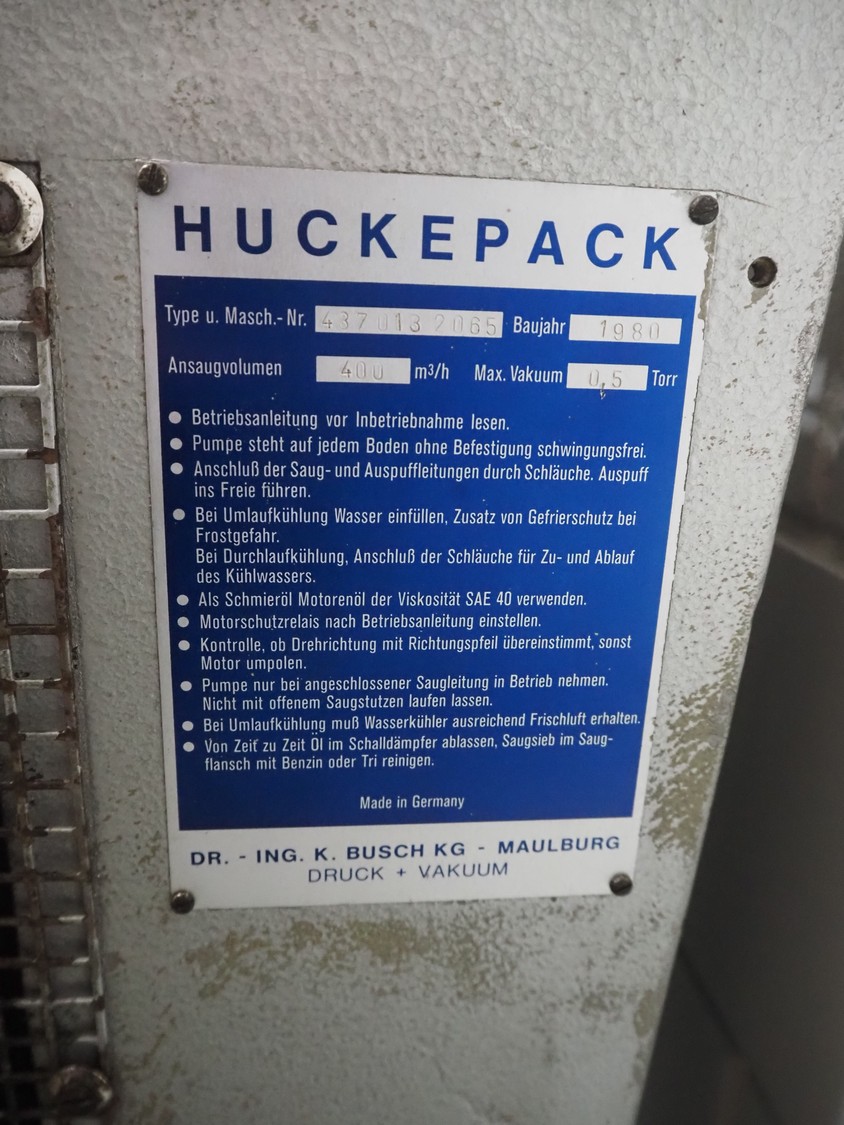 HUCKEPACK
Type u. Masch.-Nr. 437 013 2065 Baujahr 1980
Ansaugvolumen 400 m³/h Max. Vakuum 0,5 Torr
● Betriebsanleitung vor Inbetriebnahme lesen.
● Pumpe steht auf jedem Boden ohne Befestigung schwingungsfrei.
● Anschluß der Saug- und Auspuffleitungen durch Schläuche. Auspuff
ins Freie führen.
● Bei Umlaufkühlung Wasser einfüllen, Zusatz von Gefrierschutz bei
Frostgefahr.
Bei Durchlaufkühlung, Anschluß der Schläuche für Zu- und Ablauf
des Kühlwassers.
● Als Schmieröl Motorenöl der Viskosität SAE 40 verwenden.
● Motorschutzrelais nach Betriebsanleitung einstellen.
● Kontrolle, ob Drehrichtung mit Richtungspfeil übereinstimmt, sonst
Motor umpolen.
● Pumpe nur bei angeschlossener Saugleitung in Betrieb nehmen.
Nicht mit offenem Saugstutzen laufen lassen.
● Bei Umlaufkühlung muß Wasserkühler ausreichend Frischluft erhalten.
● Von Zeit zu Zeit Öl im Schalldämpfer ablassen, Saugsieb im Saug-
flansch mit Benzin oder Tri reinigen.
Made in Germany
DR. - ING. K. BUSCH KG - MAULBURG
DRUCK + VAKUUM